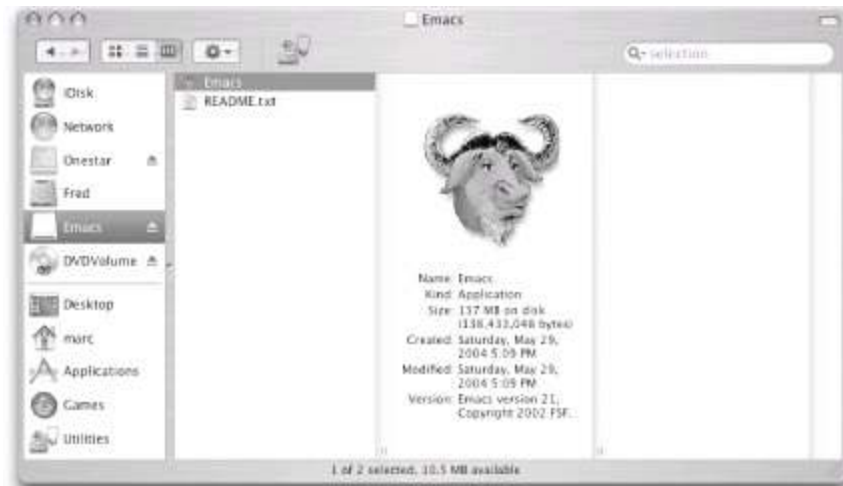 Emacs
selection
iDisk
Network
Onestar
Fred
Emacs
DVDVolume
Desktop
marc
Applications
Games
Utilities
Emacs
README.txt
Name: Emacs
Kind: Application
Size: 137 MB on disk
(138,433,048 bytes)
Created: Saturday, May 29,
2004 5:09 PM
Modified: Saturday, May 29,
2004 5:09 PM
Version: Emacs version 21,
Copyright 2002 FSF...
1 of 2 selected, 10.5 MB available